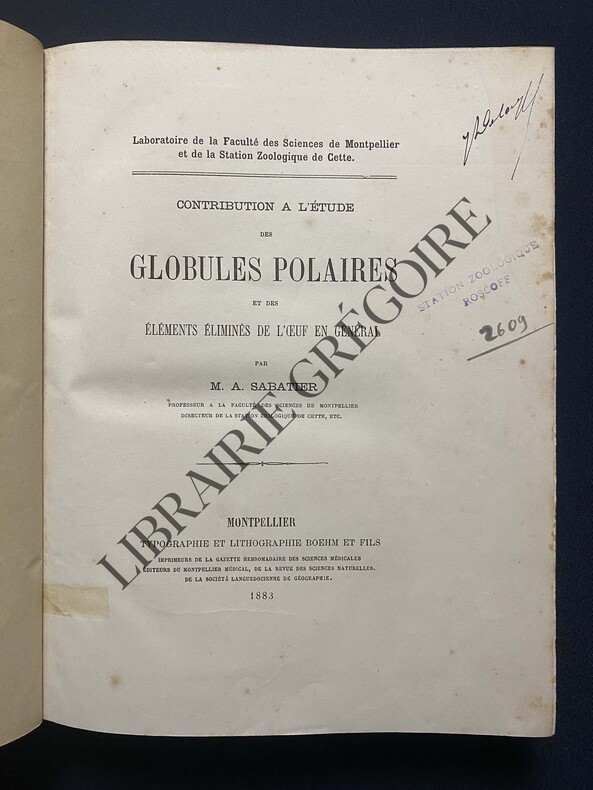 Laboratoire de la Faculté des Sciences de Montpellier
et de la Station Zoologique de Cette.
CONTRIBUTION A L'ÉTUDE
DES
GLOBULES POLAIRES
ET DES
ÉLÉMENTS ÉLIMINÉS DE L'ŒUF EN GÉNÉRAL
PAR
M. A. SABATIER
PROFESSEUR A LA FACULTÉ DES SCIENCES DE MONTPELLIER
DIRECTEUR DE LA STATION ZOOLOGIQUE DE CETTE, ETC.
STATION ZOOLOGIQUE
ROSCOFF
2609
MONTPELLIER
TYPOGRAPHIE ET LITHOGRAPHIE BOEHM ET FILS
IMPRIMEURS DE LA GAZETTE HEBDOMADAIRE DES SCIENCES MÉDICALES
ÉDITEURS DU MONTPELLIER MÉDICAL, DE LA REVUE DES SCIENCES NATURELLES.
DE LA SOCIÉTÉ LANGUEDOCIENNE DE GÉOGRAPHIE.
1883
LIBRAIRIE GRÉGOIRE